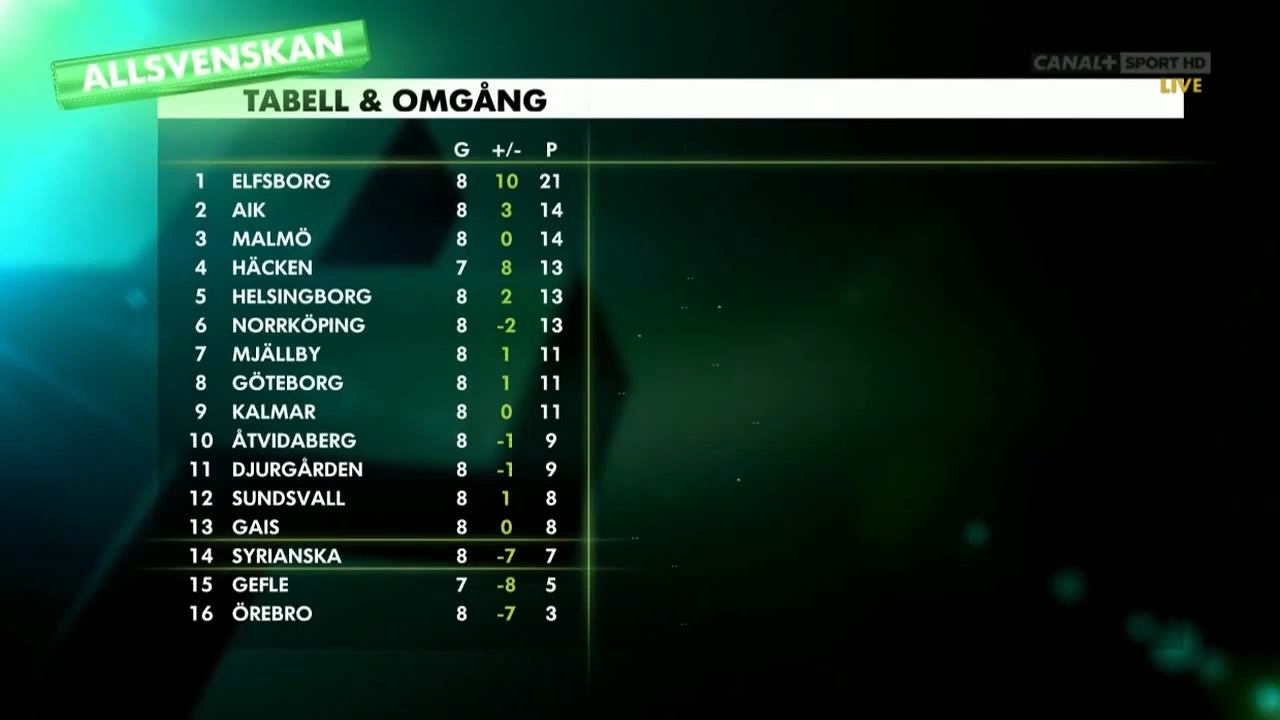 ALLSVENSKAN
CANAL+ SPORT HD
LIVE
TABELL & OMGÅNG
G +/- P
1 ELFSBORG 8 10 21
2 AIK 8 3 14
3 MALMÖ 8 0 14
4 HÄCKEN 7 8 13
5 HELSINGBORG 8 2 13
6 NORRKÖPING 8 -2 13
7 MJÄLLBY 8 1 11
8 GÖTEBORG 8 1 11
9 KALMAR 8 0 11
10 ÅTVIDABERG 8 -1 9
11 DJURGÅRDEN 8 -1 9
12 SUNDSVALL 8 1 8
13 GAIS 8 0 8
14 SYRIANSKA 8 -7 7
15 GEFLE 7 -8 5
16 ÖREBRO 8 -7 3